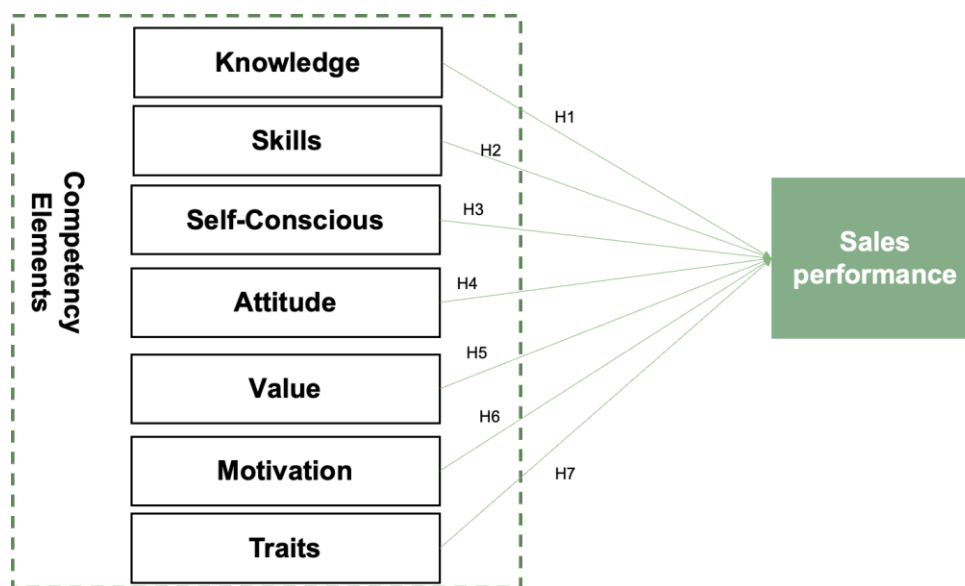 Competency
Elements
Knowledge
Skills
Self-Conscious
Attitude
Value
Motivation
Traits
H1
H2
H3
H4
H5
H6
H7
Sales
performance